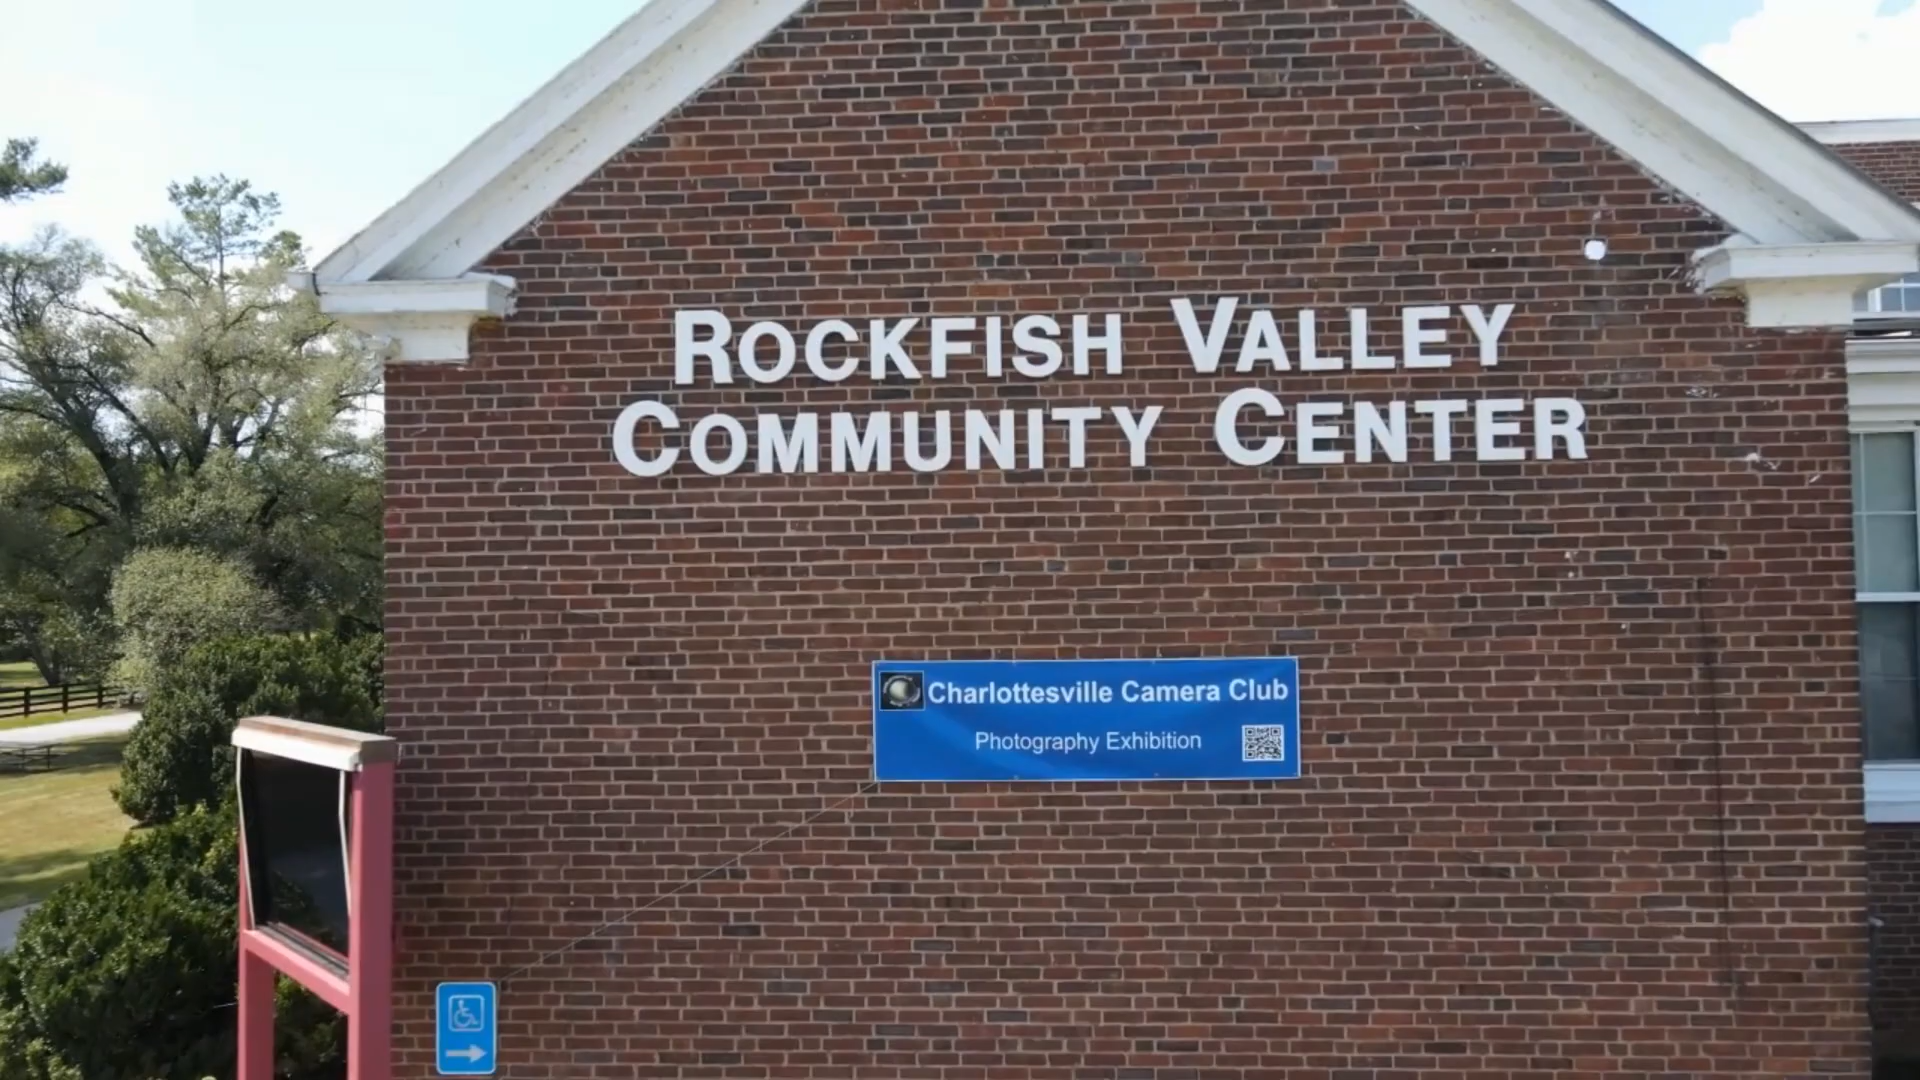 ROCKFISH VALLEY
COMMUNITY CENTER
Charlottesville Camera Club
Photography Exhibition